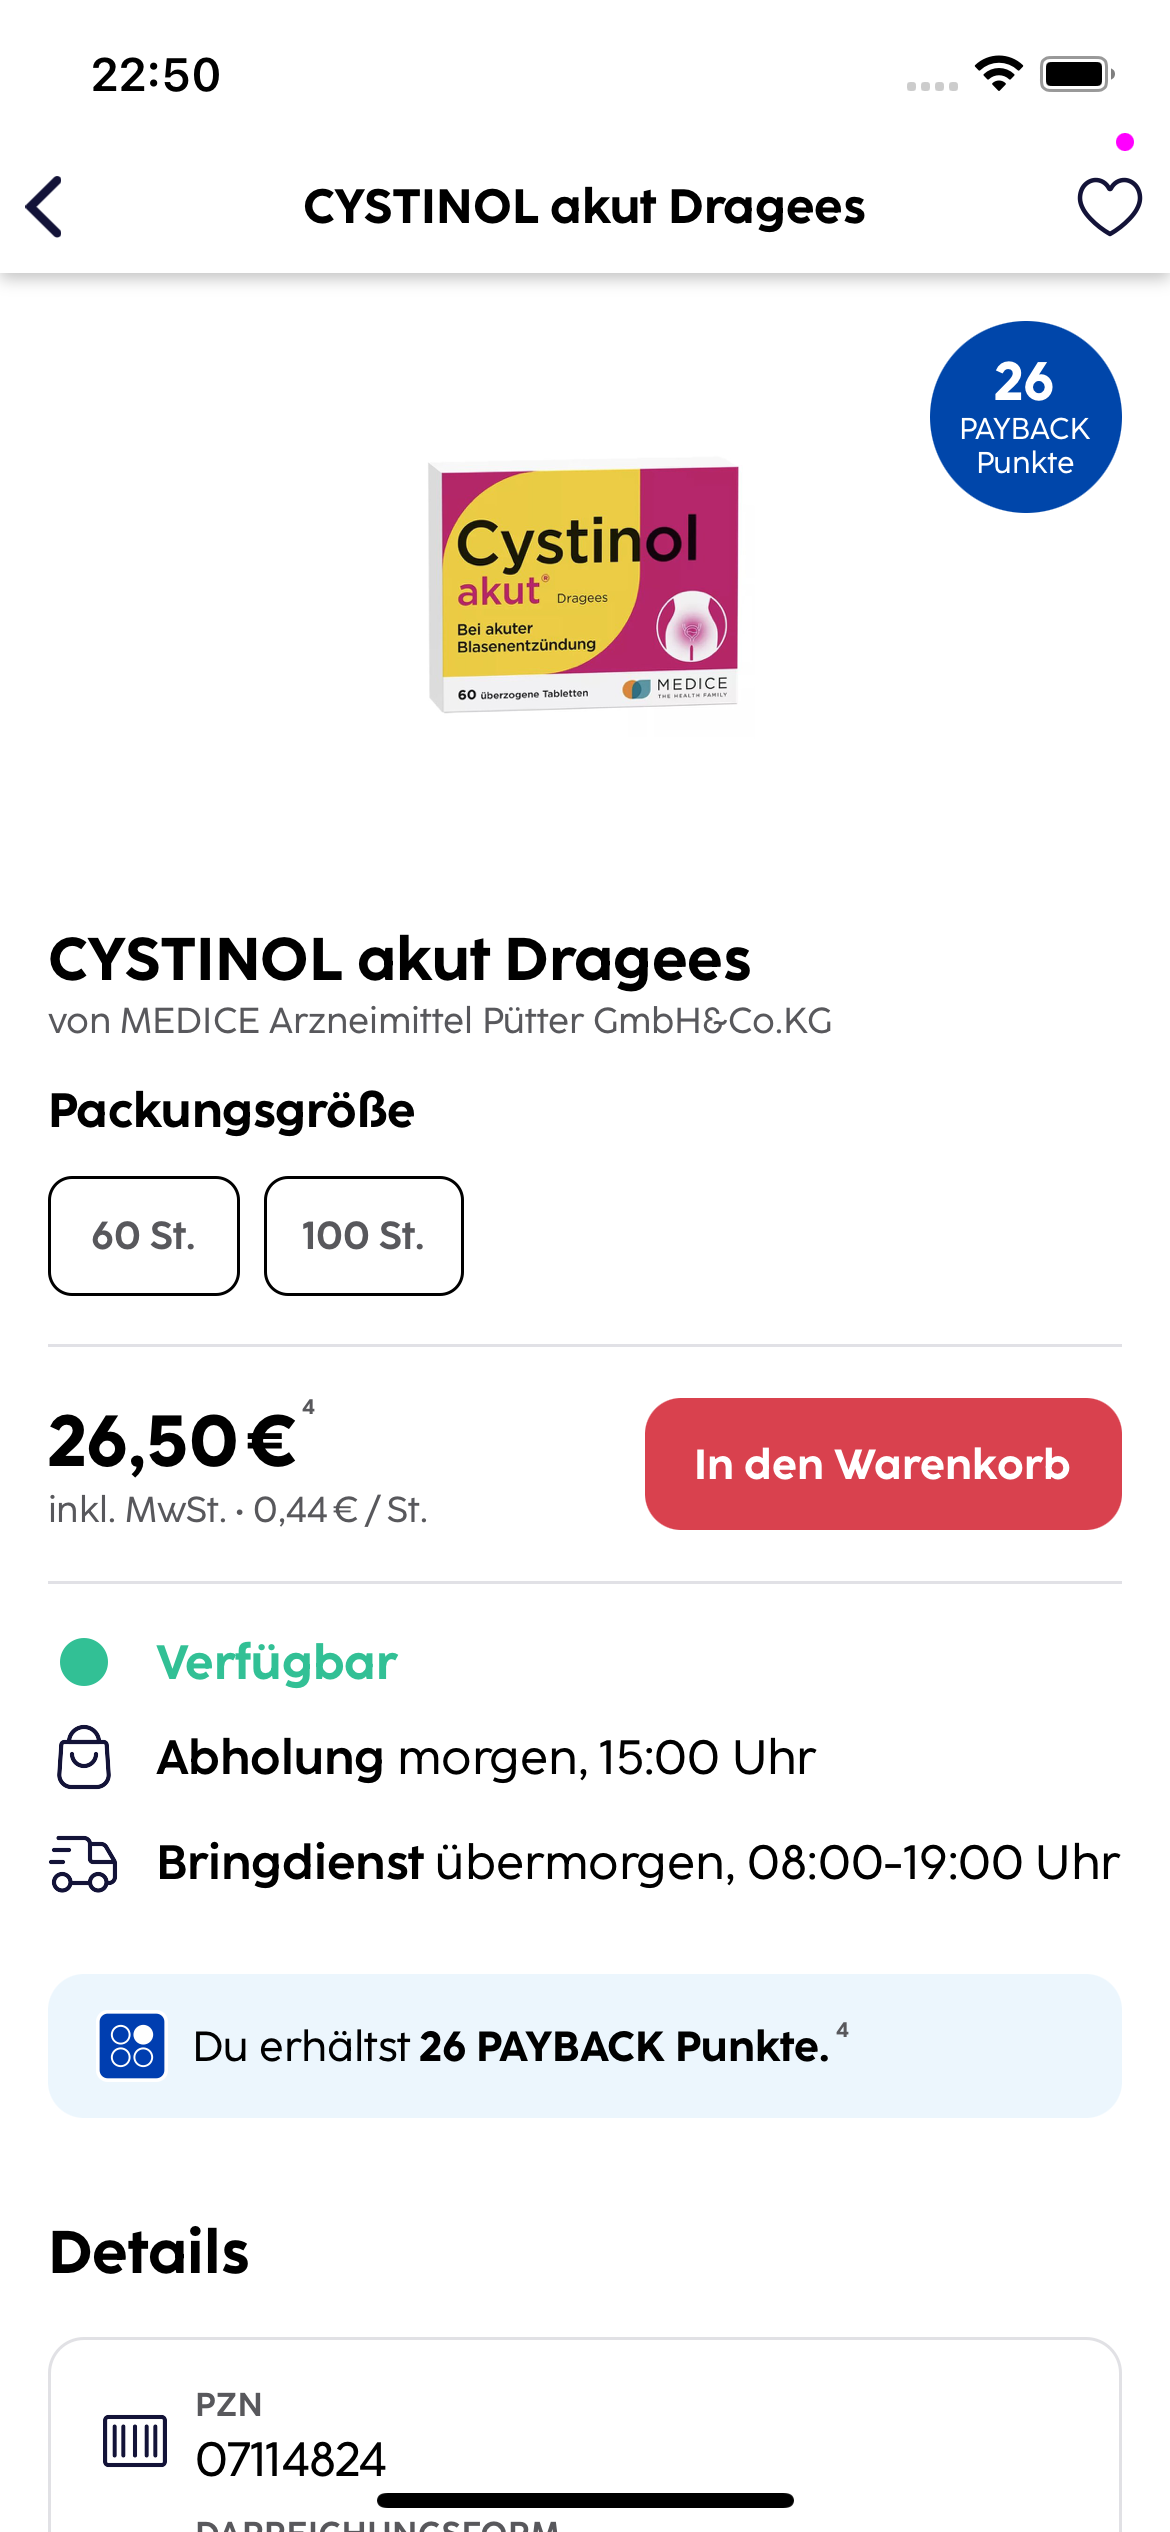 22:50
CYSTINOL akut Dragees
26
PAYBACK
Punkte
Cystinol
akut®
Dragees
Bei akuter
Blasenentzündung
60 überzogene Tabletten
MEDICE
THE HEALTH FAMILY
CYSTINOL akut Dragees
von MEDICE Arzneimittel Pütter GmbH&Co.KG
Packungsgröße
60 St.
100 St.
26,50 € 4
In den Warenkorb
inkl. MwSt. • 0,44 € / St.
Verfügbar
Abholung morgen, 15:00 Uhr
Bringdienst übermorgen, 08:00-19:00 Uhr
Du erhältst 26 PAYBACK Punkte. 4
Details
PZN
07114824
DARREICHUNGSFORM